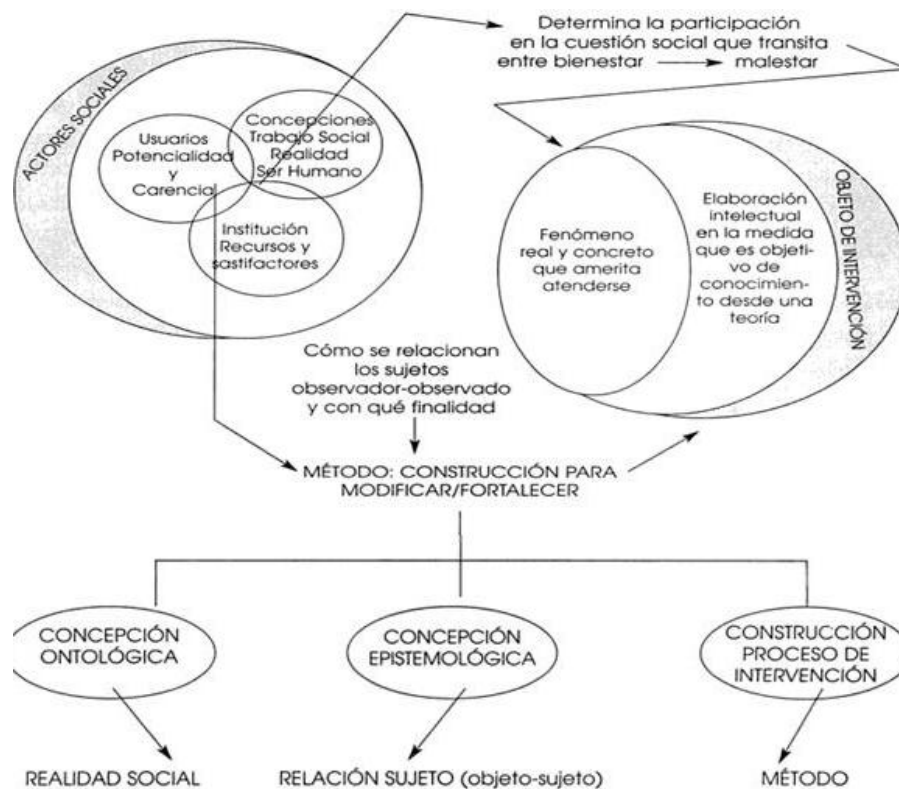 Determina la participación
en la cuestión social que transita
entre bienestar malestar
ACTORES SOCIALES
Usuarios
Potencialidad
y
Carencia
Concepciones
Trabajo Social
Realidad
Ser Humano
Institución
Recursos y
sastifactores
Fenómeno
real y concreto
que amerita
atenderse
Elaboración
intelectual
en la medida
que es objeti-
vo de
conocimien-
to desde una
teoría
OBJETO DE INTERVENCIÓN
Cómo se relacionan
los sujetos
observador-observado
y con qué finalidad
MÉTODO: CONSTRUCCIÓN PARA
MODIFICAR/FORTALECER
CONCEPCIÓN
ONTOLÓGICA
CONCEPCIÓN
EPISTEMOLÓGICA
CONSTRUCCIÓN
PROCESO DE
INTERVENCIÓN
REALIDAD SOCIAL
RELACIÓN SUJETO (objeto-sujeto)
MÉTODO